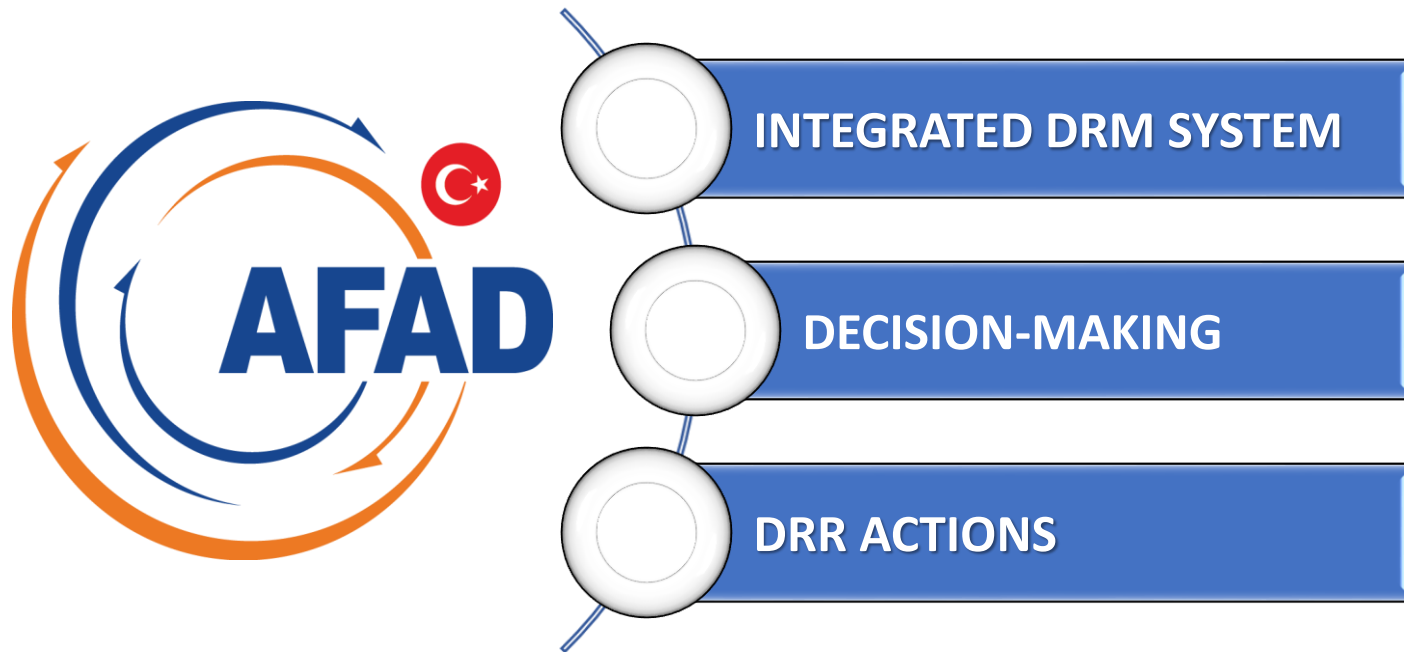 AFAD
INTEGRATED DRM SYSTEM
DECISION-MAKING
DRR ACTIONS